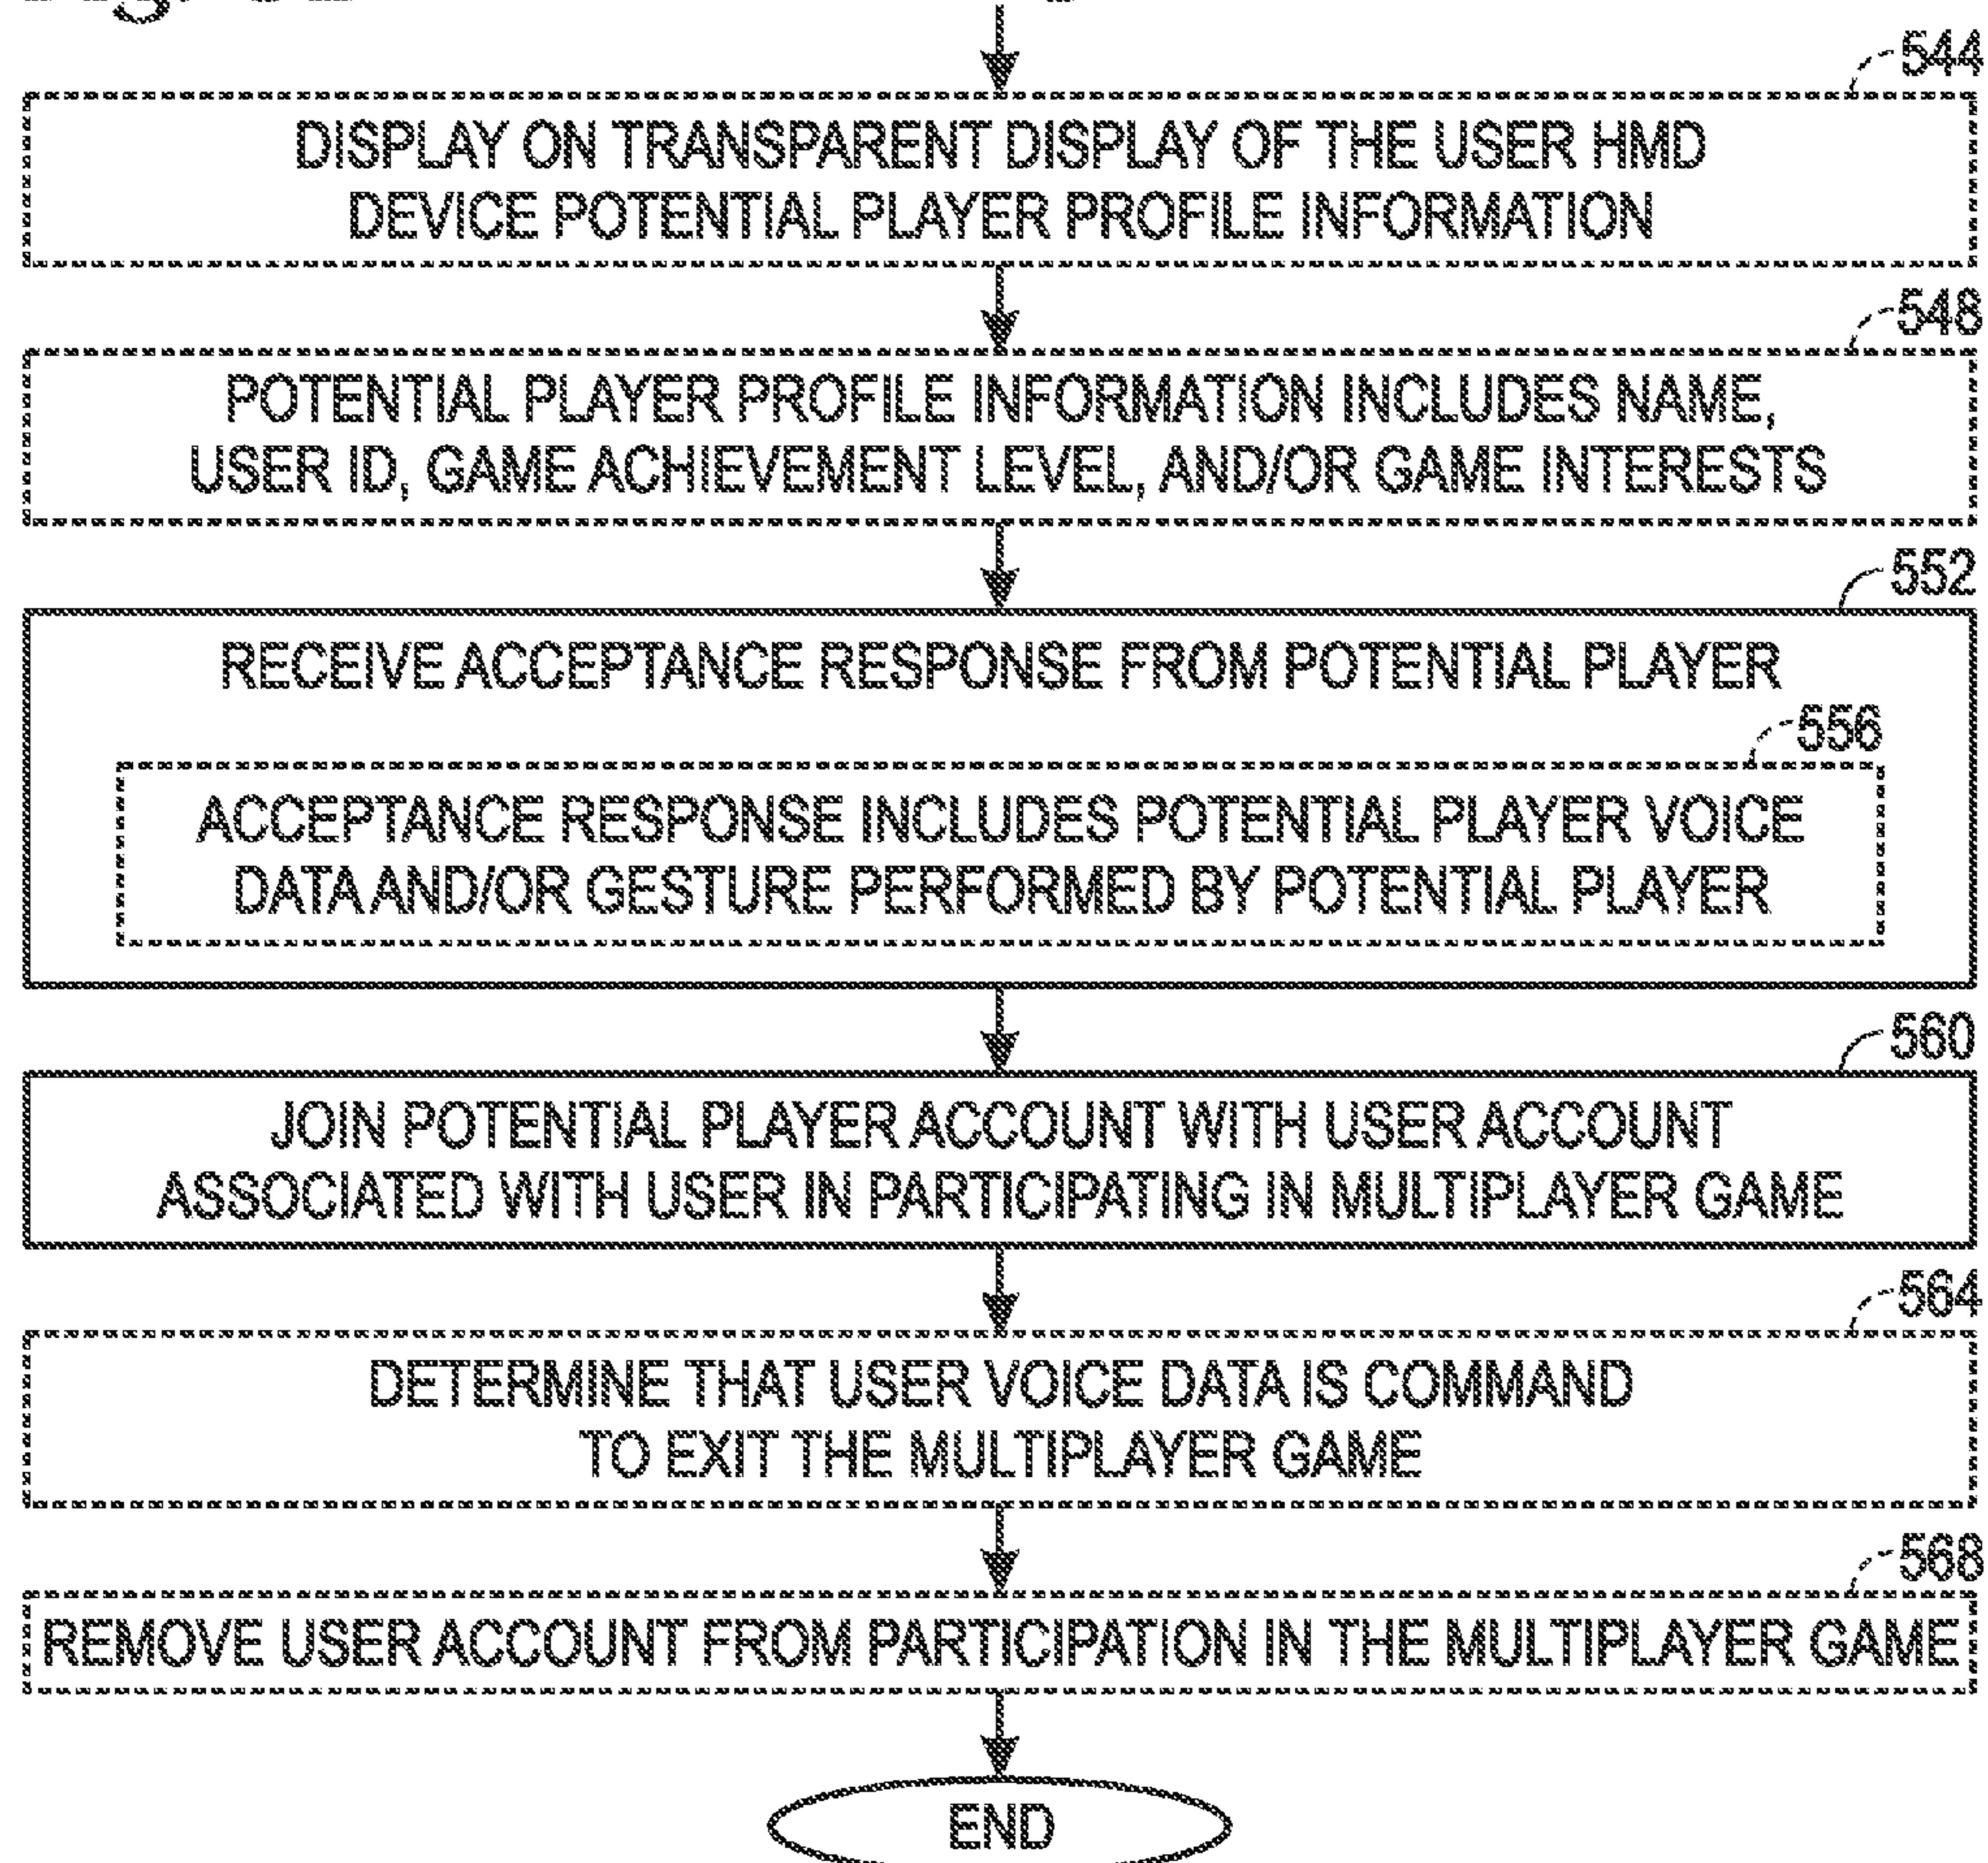 544
DISPLAY ON TRANSPARENT DISPLAY OF THE USER HMD
DEVICE POTENTIAL PLAYER PROFILE INFORMATION
548
POTENTIAL PLAYER PROFILE INFORMATION INCLUDES NAME,
USER ID, GAME ACHIEVEMENT LEVEL, AND/OR GAME INTERESTS
552
RECEIVE ACCEPTANCE RESPONSE FROM POTENTIAL PLAYER
556
ACCEPTANCE RESPONSE INCLUDES POTENTIAL PLAYER VOICE
DATA AND/OR GESTURE PERFORMED BY POTENTIAL PLAYER
560
JOIN POTENTIAL PLAYER ACCOUNT WITH USER ACCOUNT
ASSOCIATED WITH USER IN PARTICIPATING IN MULTIPLAYER GAME
564
DETERMINE THAT USER VOICE DATA IS COMMAND
TO EXIT THE MULTIPLAYER GAME
568
REMOVE USER ACCOUNT FROM PARTICIPATION IN THE MULTIPLAYER GAME
END